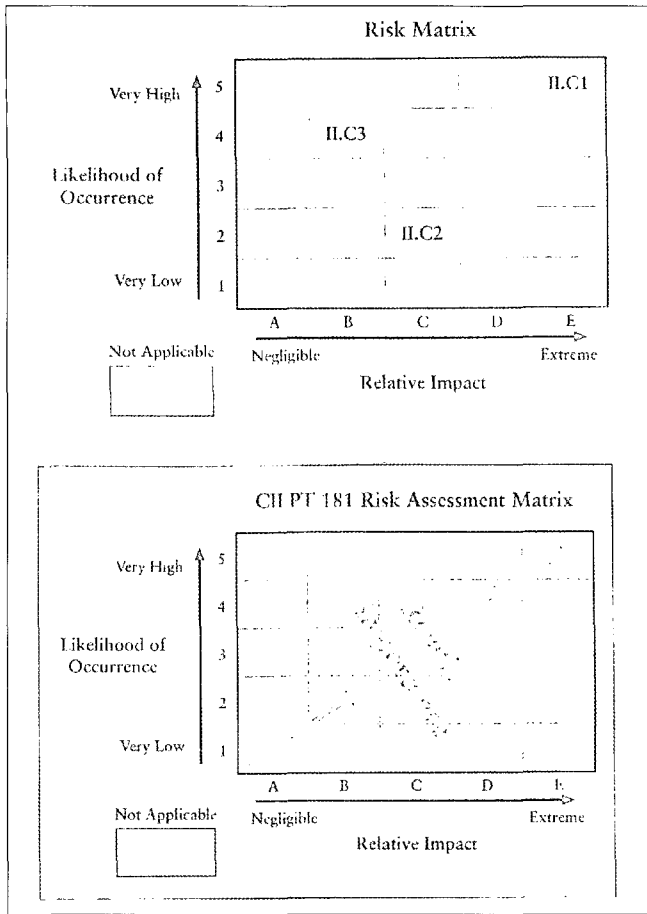 Risk Matrix
Very High
5
II.C1
4
II.C3
Likelihood of
Occurrence
3
2
II.C2
Very Low
1
A B C D E
Not Applicable
Negligible
Extreme
Relative Impact
CII PT 181 Risk Assessment Matrix
Very High
5
4
Likelihood of
Occurrence
3
2
Very Low
1
A B C D E
Not Applicable
Negligible
Extreme
Relative Impact